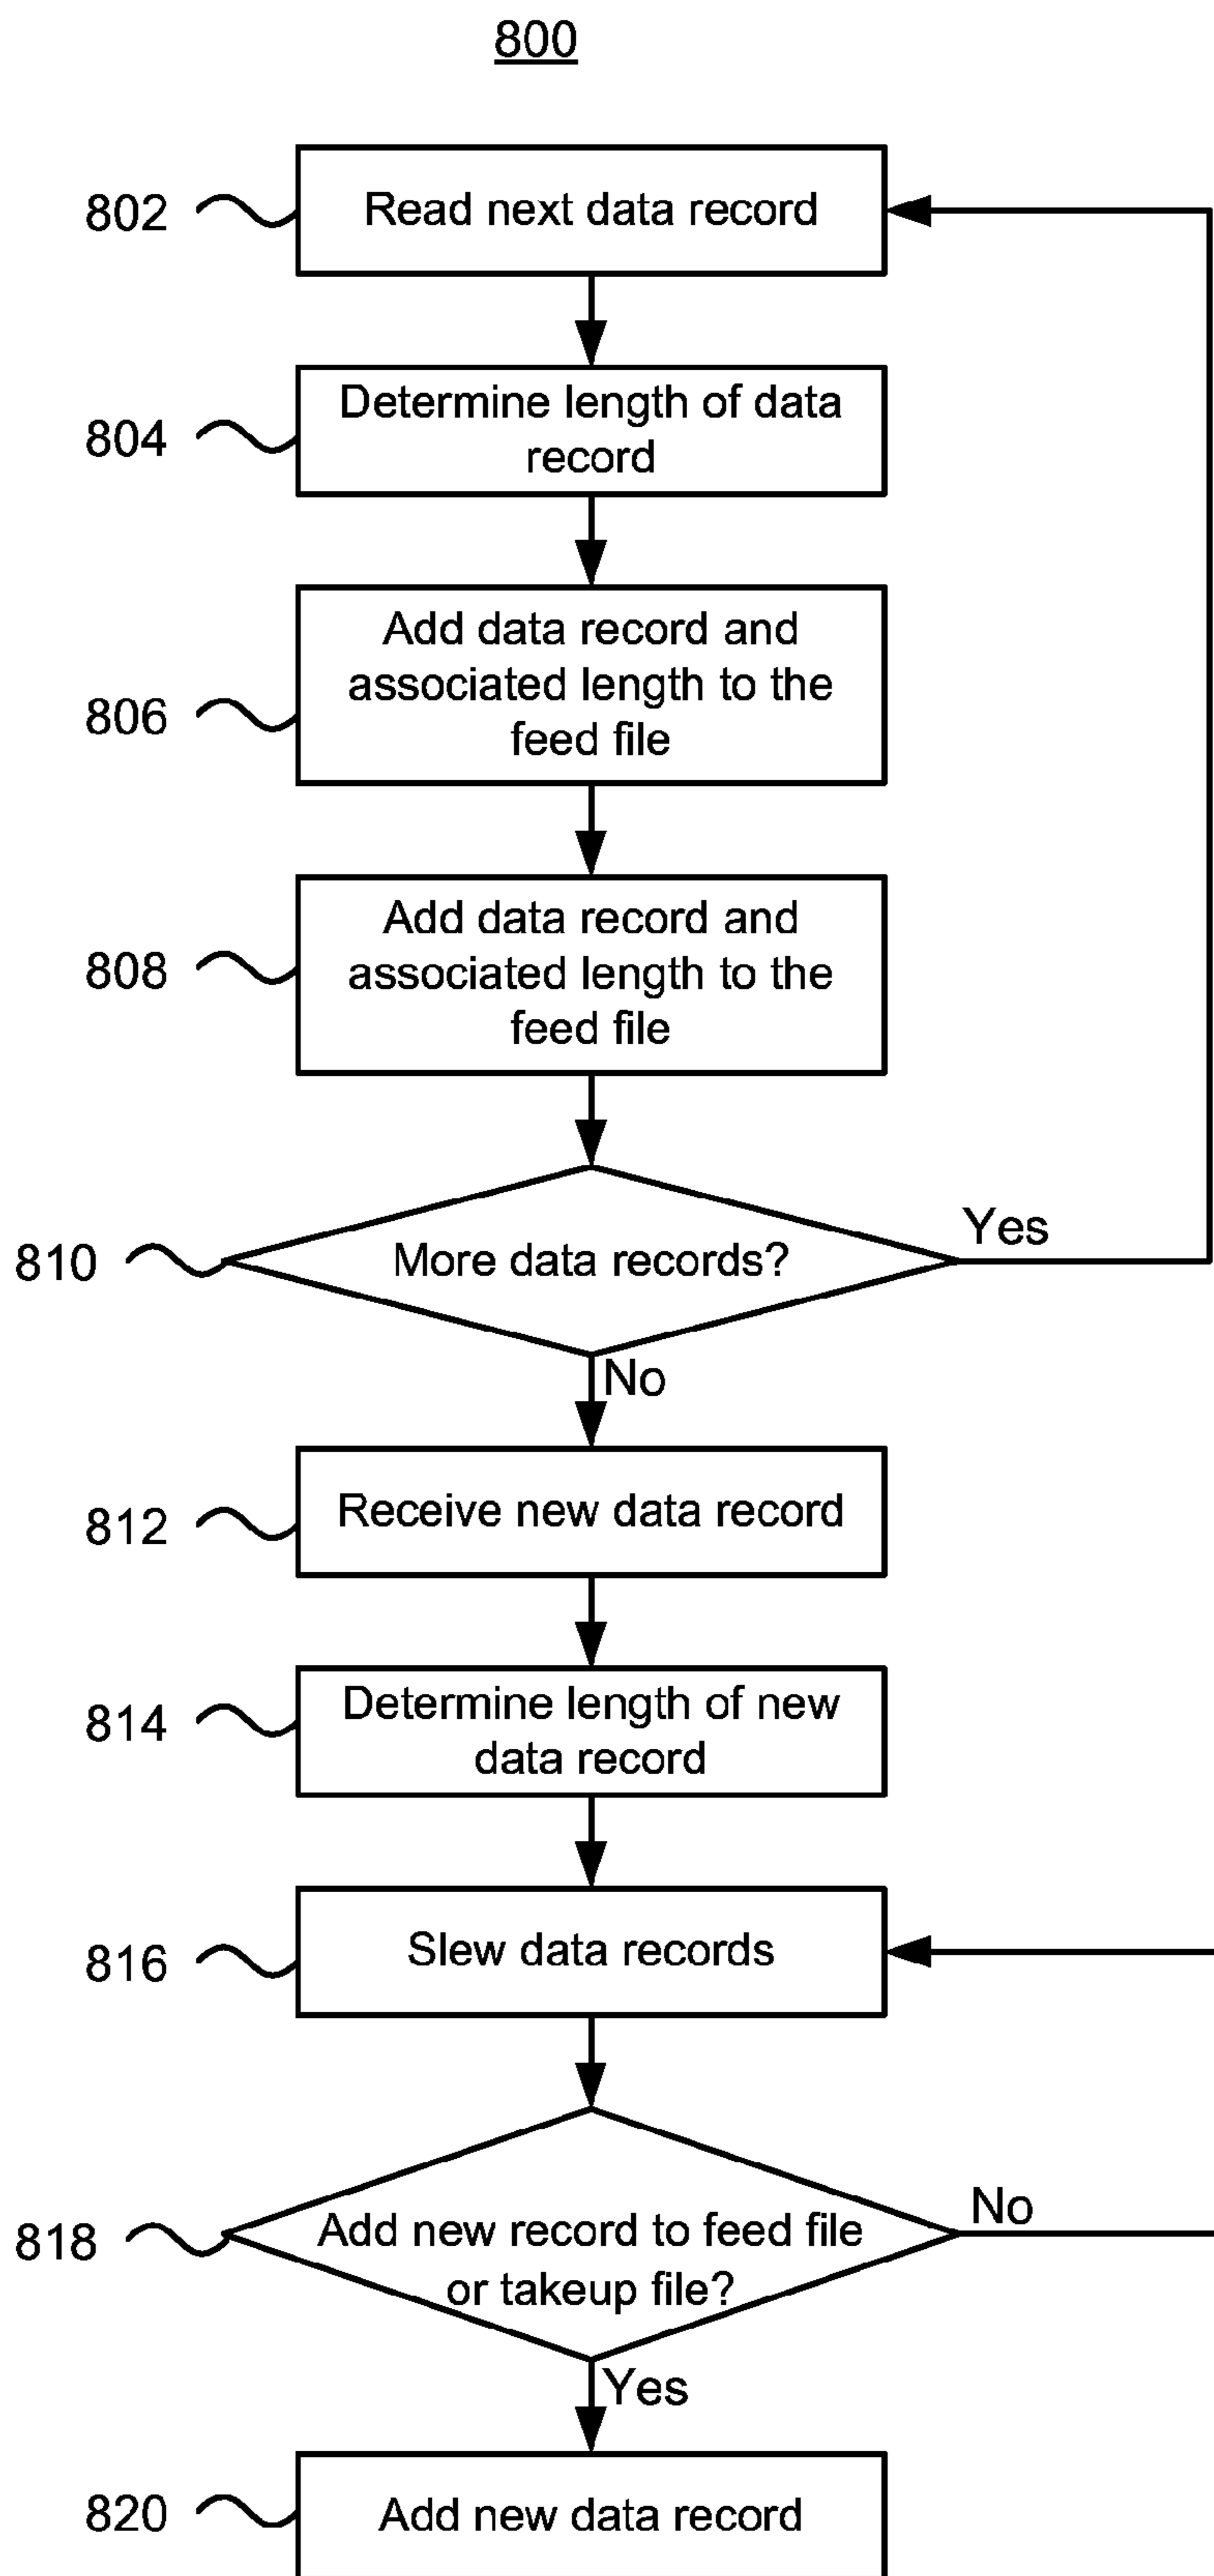 800
802
Read next data record
804
Determine length of data
record
806
Add data record and
associated length to the
feed file
808
Add data record and
associated length to the
feed file
810
More data records?
Yes
No
812
Receive new data record
814
Determine length of new
data record
816
Slew data records
818
Add new record to feed file
or takeup file?
No
Yes
820
Add new data record